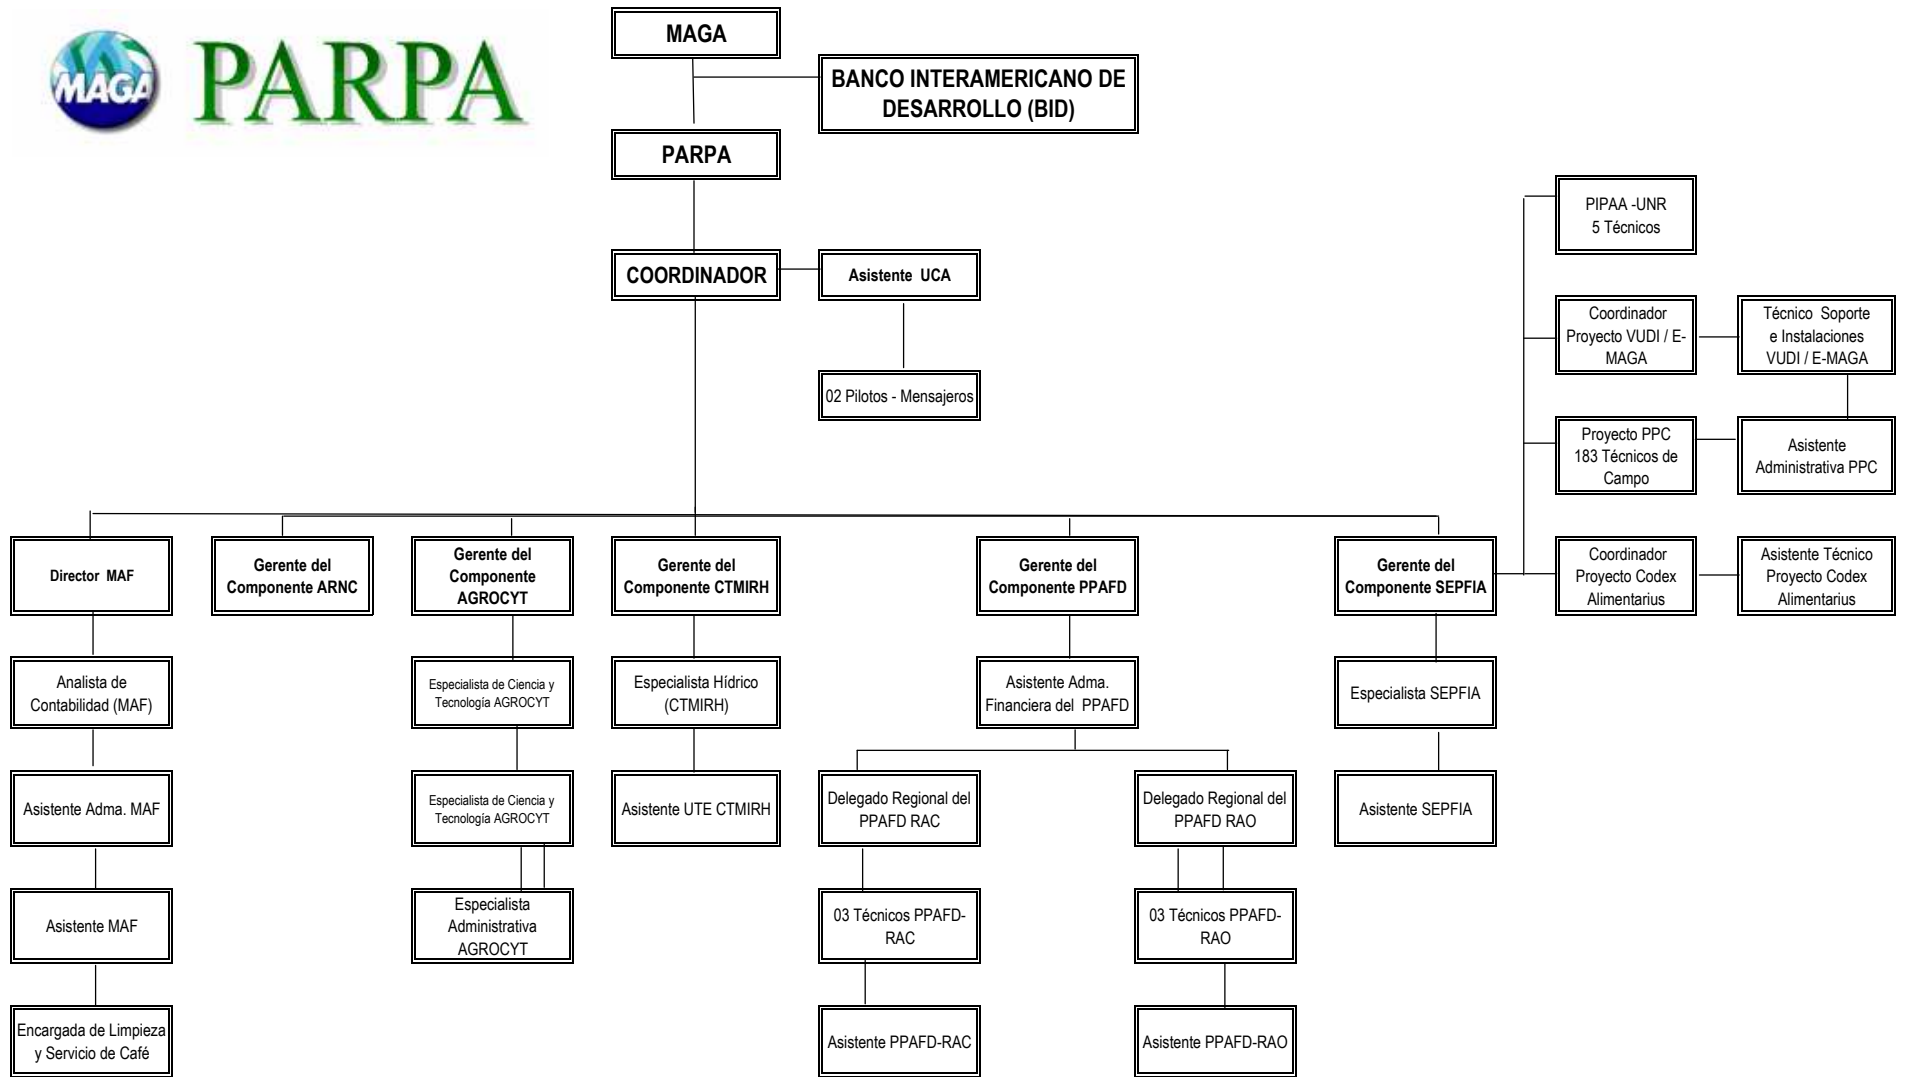 MAGA
PARPA
MAGA
BANCO INTERAMERICANO DE
DESARROLLO (BID)
PARPA
COORDINADOR
Asistente UCA
02 Pilotos - Mensajeros
PIPAA -UNR
5 Técnicos
Coordinador
Proyecto VUDI / E-
MAGA
Técnico Soporte
e Instalaciones
VUDI / E-MAGA
Proyecto PPC
183 Técnicos de
Campo
Asistente
Administrativa PPC
Director MAF
Gerente del
Componente ARNC
Gerente del
Componente
AGROCYT
Gerente del
Componente CTMIRH
Gerente del
Componente PPAFD
Gerente del
Componente SEPFIA
Coordinador
Proyecto Codex
Alimentarius
Asistente Técnico
Proyecto Codex
Alimentarius
Analista de
Contabilidad (MAF)
Especialista de Ciencia y
Tecnología AGROCYT
Especialista Hídrico
(CTMIRH)
Asistente Adma.
Financiera del PPAFD
Especialista SEPFIA
Asistente Adma. MAF
Especialista de Ciencia y
Tecnología AGROCYT
Asistente UTE CTMIRH
Delegado Regional del
PPAFD RAC
Delegado Regional del
PPAFD RAO
Asistente SEPFIA
Asistente MAF
Especialista
Administrativa
AGROCYT
03 Técnicos PPAFD-
RAC
03 Técnicos PPAFD-
RAO
Encargada de Limpieza
y Servicio de Café
Asistente PPAFD-RAC
Asistente PPAFD-RAO